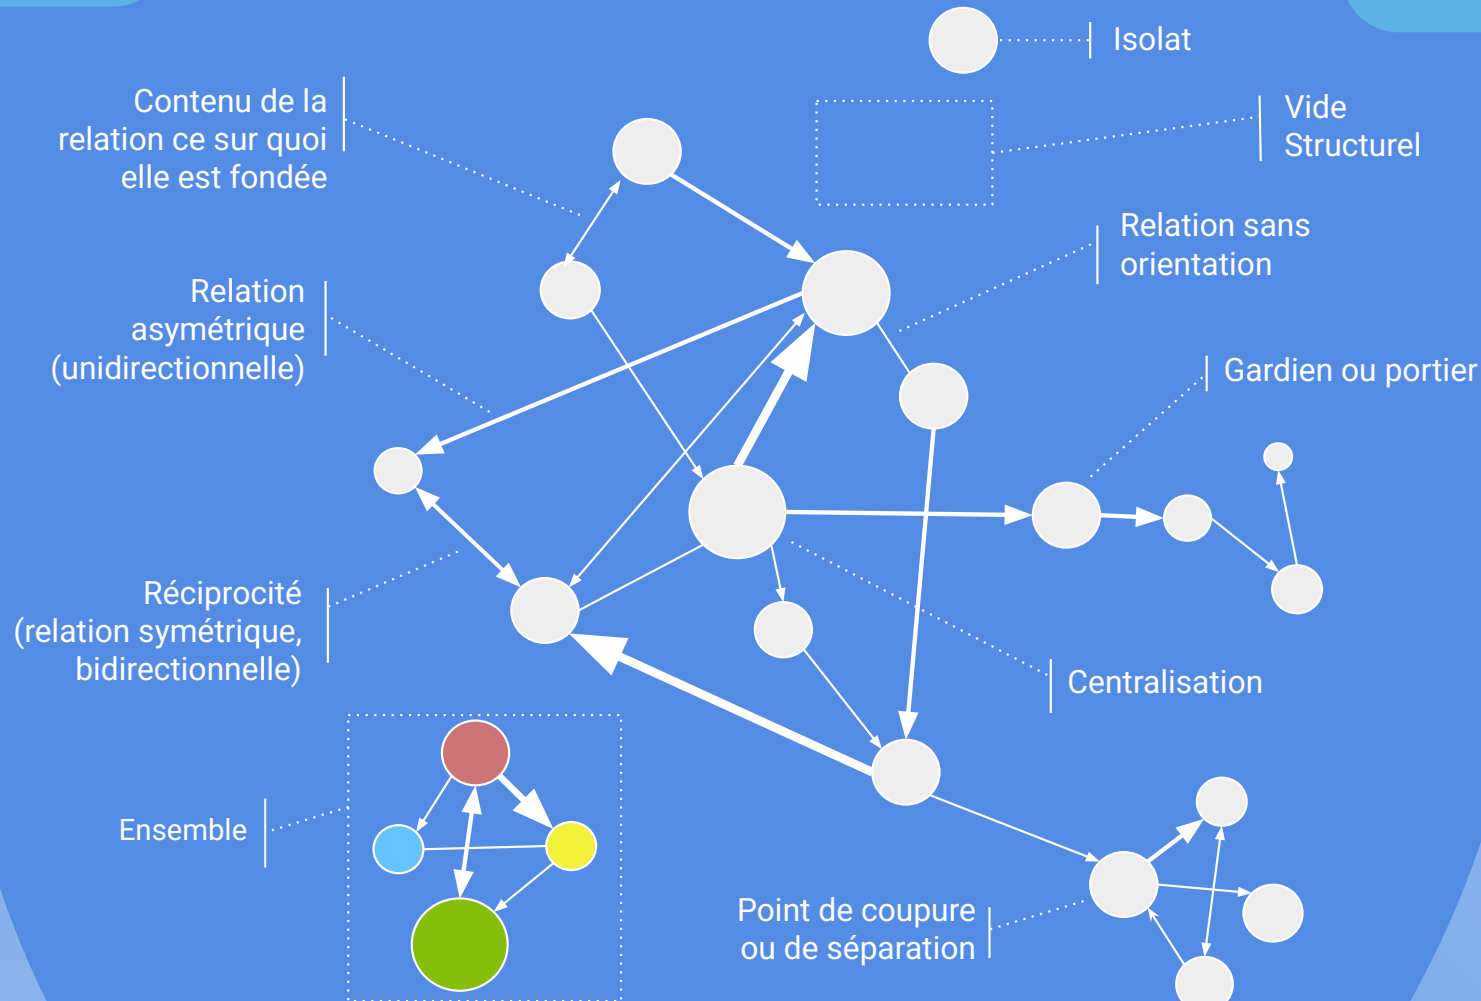 Isolat
Contenu de la
relation ce sur quoi
elle est fondée
Vide
Structurel
Relation sans
orientation
Relation
asymétrique
(unidirectionnelle)
Gardien ou portier
Réciprocité
(relation symétrique,
bidirectionnelle)
Centralisation
Ensemble
Point de coupure
ou de séparation